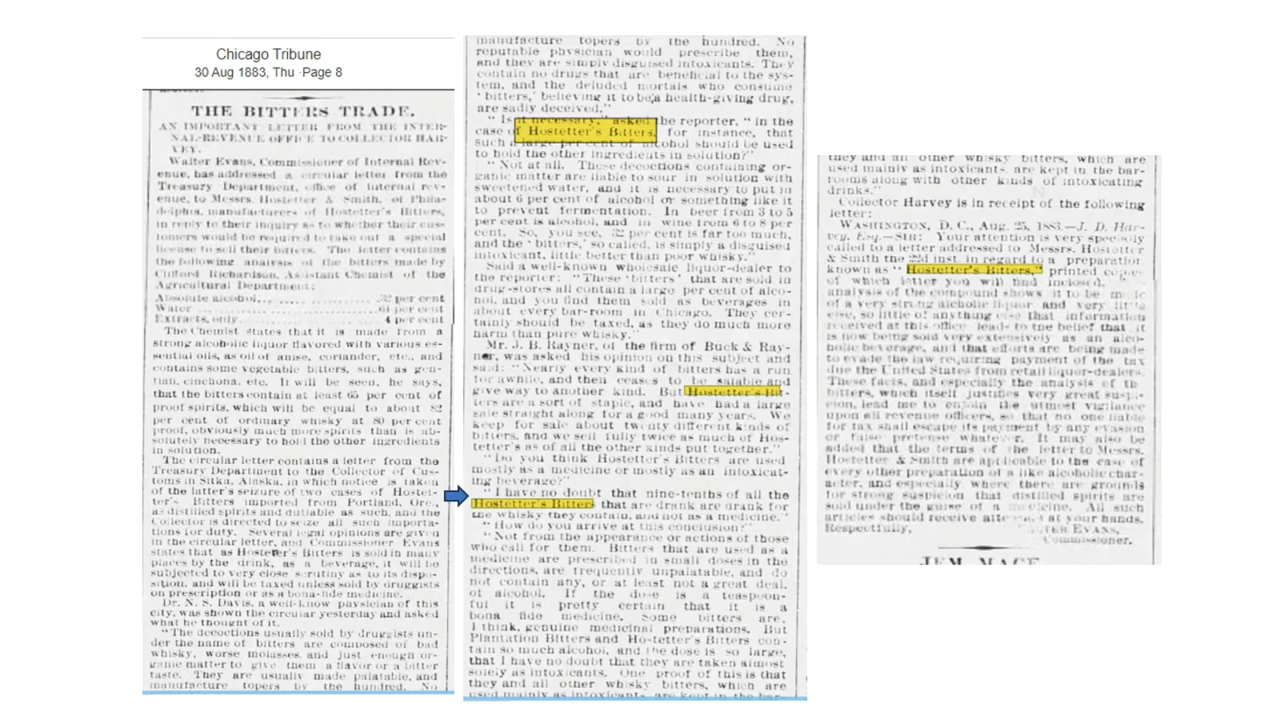 Chicago Tribune
30 Aug 1883, Thu · Page 8
THE BITTERS TRADE.
AN IMPORTANT LETTER FROM THE INTER-
NAL-REVENUE OFFICE TO COLLECTOR HAR-
VEY.
Walter Evans, Commissioner of Internal Rev-
enue, has addressed a circular letter from the
Treasury Department, office of internal rev-
enue, to Messrs. Hostetter & Smith, of Phila-
delphia, manufacturers of Hostetter's Bitters,
in reply to their inquiry as to whether their cus-
tomers would be required to take out a special
license to sell their bitters. The letter contains
the following analysis of the bitters made by
Clifford Richardson, Assistant Chemist of the
Agricultural Department:
Absolute alcohol.................... 32 per cent
Water.................... 64 per cent
Extracts, only.................... 4 per cent
The Chemist states that it is made from a
strong alcoholic liquor flavored with various es-
sential oils, as oil of anise, coriander, etc., and
contains some vegetable bitters, such as gen-
tian, cinchona, etc. It will be seen, he says,
that the bitters contain at least 65 per cent of
proof spirits, which will be equal to about 82
per cent of ordinary whisky at 80 per cent
proof, obviously much more spirits than is ab-
solutely necessary to hold the other ingredients
in solution.
The circular letter contains a letter from the
Treasury Department to the Collector of Cus-
toms in Sitka, Alaska, in which notice is taken
of the latter's seizure of two cases of Hostet-
ter's Bitters imported from Portland, Ore.,
as distilled spirits and dutiable as such, and the
Collector is directed to seize all such importa-
tions for duty. Several legal opinions are given
in the circular letter, and Commissioner Evans
states that as Hostetter's Bitters is sold in many
places by the drink, as a beverage, it will be
subjected to very close scrutiny as to its dispo-
sition, and will be taxed unless sold by druggists
on prescription or as a bona-fide medicine.
Dr. N. S. Davis, a well-know physician of this
city, was shown the circular yesterday and asked
what he thought of it.
"The decoctions usually sold by druggists un-
der the name of bitters are composed of bad
whisky, worse molasses, and just enough or-
ganic matter to give them a flavor or a bitter
taste. They are usually made palatable, and
manufacture topers by the hundred. No
manufacture topers by the hundred. No
reputable physician would prescribe them,
and they are simply disguised intoxicants. They
contain no drugs that are beneficial to the sys-
tem, and the deluded mortals who consume
'bitters,' believing it to be a health-giving drug,
are sadly deceived."
"Is it necessary," asked the reporter, "in the
case of Hostetter's Bitters, for instance, that
such a large per cent of alcohol should be used
to hold the other ingredients in solution?"
"Not at all. These decoctions containing or-
ganic matter are liable to sour in solution with
sweetened water, and it is necessary to put in
about 6 per cent of alcohol or something like it
to prevent fermentation. In beer from 3 to 5
per cent is alcohol, and in wine from 6 to 8 per
cent. So, you see, 32 per cent is far too much,
and the 'bitters,' so called, is simply a disguised
intoxicant, little better than poor whisky."
Said a well-known wholesale liquor-dealer to
the reporter: "These 'bitters' that are sold in
drug-stores all contain a large per cent of alco-
hol, and you find them sold as beverages in
about every bar-room in Chicago. They cer-
tainly should be taxed, as they do much more
harm than pure whisky."
Mr. J. B. Rayner, of the firm of Buck & Ray-
ner, was asked his opinion on this subject and
said: "Nearly every kind of bitters has a run
for awhile, and then ceases to be salable and
give way to another kind. But Hostetter's Bit-
ters are a sort of staple, and have had a large
sale straight along for a good many years. We
keep for sale about twenty different kinds of
bitters, and we sell fully twice as much of Hos-
tetter's as of all the other kinds put together."
"Do you think Hostetter's Bitters are used
mostly as a medicine or mostly as an intoxicat-
ing beverage?"
"I have no doubt that nine-tenths of all the
Hostetter's Bitters that are drank are drank for
the whisky they contain, and not as a medicine."
"How do you arrive at this conclusion?"
"Not from the appearance or actions of those
who call for them. Bitters that are used as a
medicine are prescribed in small doses in the
directions, are frequently unpalatable, and do
not contain any, or at least not a great deal,
of alcohol. If the dose is a teaspoon-
ful it is pretty certain that it is a
bona fide medicine. Some bitters are,
I think, genuine medicinal preparations. But
Plantation Bitters and Hostetter's Bitters con-
tain so much alcohol, and the dose is so large,
that I have no doubt that they are taken almost
solely as intoxicants. One proof of this is that
they and all other whisky bitters, which are
used mainly as intoxicants, are kept in the bar-
they and all other whisky bitters, which are
used mainly as intoxicants, are kept in the bar-
rooms along with other kinds of intoxicating
drinks."
Collector Harvey is in receipt of the following
letter:
WASHINGTON, D. C., Aug. 25, 1883.—J. D. Har-
vey, Esq.—SIR: Your attention is very specially
called to a letter addressed to Messrs. Hostetter
& Smith the 22d inst. in regard to a preparation
known as "Hostetter's Bitters," printed copies
of which letter you will find inclosed.
analysis of the compound shows it to be made
of a very strong alcoholic liquor and very little
else, so little of anything else that information
received at this office leads to the belief that it
is now being sold very extensively as an alco-
holic beverage, and that efforts are being made
to evade the law requiring payment of the tax
due the United States from retail liquor-dealers.
These facts, and especially the analysis of the
bitters, which itself justifies very great suspi-
cion, lead me to enjoin the utmost vigilance
upon all revenue officers, so that no one liable
for tax shall escape its payment by any evasion
or false pretense whatever. It may also be
added that the terms of the letter to Messrs.
Hostetter & Smith are applicable to the case of
every other preparation of a like alcoholic char-
acter, and especially where there are grounds
for strong suspicion that distilled spirits are
sold under the guise of a medicine. All such
articles should receive attention at your hands.
Respectfully, WALTER EVANS,
Commissioner.
JEM MACE